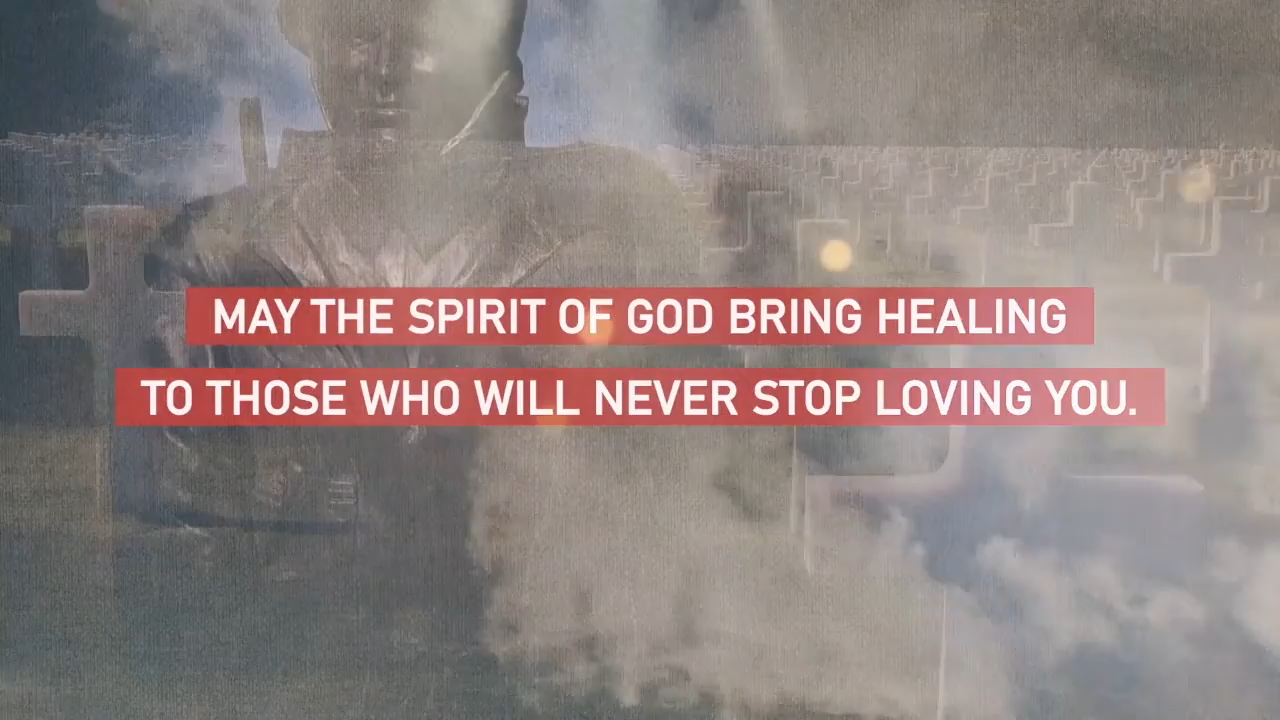 MAY THE SPIRIT OF GOD BRING HEALING
TO THOSE WHO WILL NEVER STOP LOVING YOU.